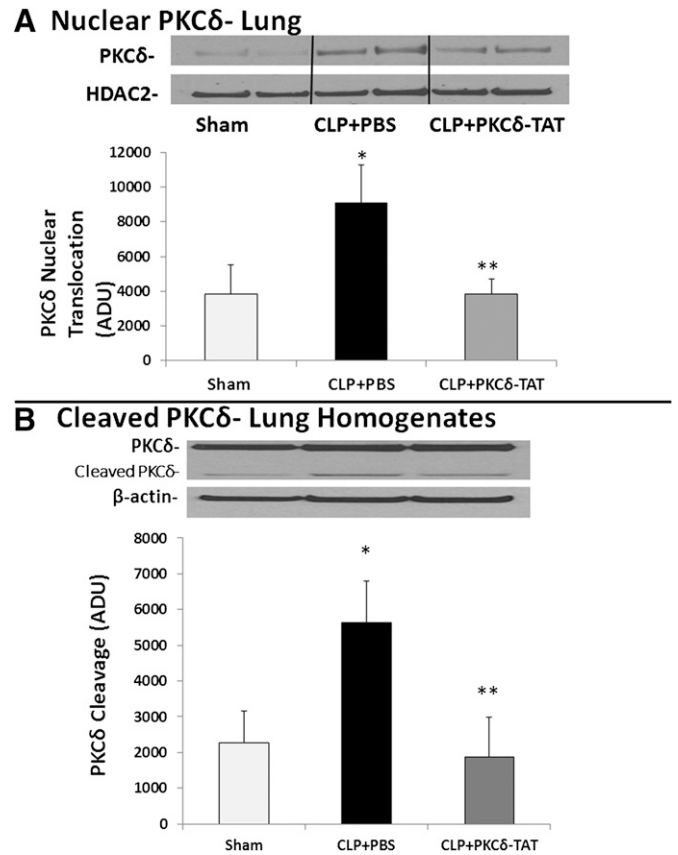 A Nuclear PKCδ- Lung
PKCδ-
HDAC2-
Sham CLP+PBS CLP+PKCδ-TAT
12000
10000
8000
6000
4000
2000
0
PKCδ Nuclear
Translocation
(ADU)
*
**
Sham CLP+PBS CLP+PKCδ-TAT
B Cleaved PKCδ- Lung Homogenates
PKCδ-
Cleaved PKCδ-
β-actin-
8000
7000
6000
5000
4000
3000
2000
1000
0
PKCδ Cleavage (ADU)
*
**
Sham CLP+PBS CLP+PKCδ-TAT